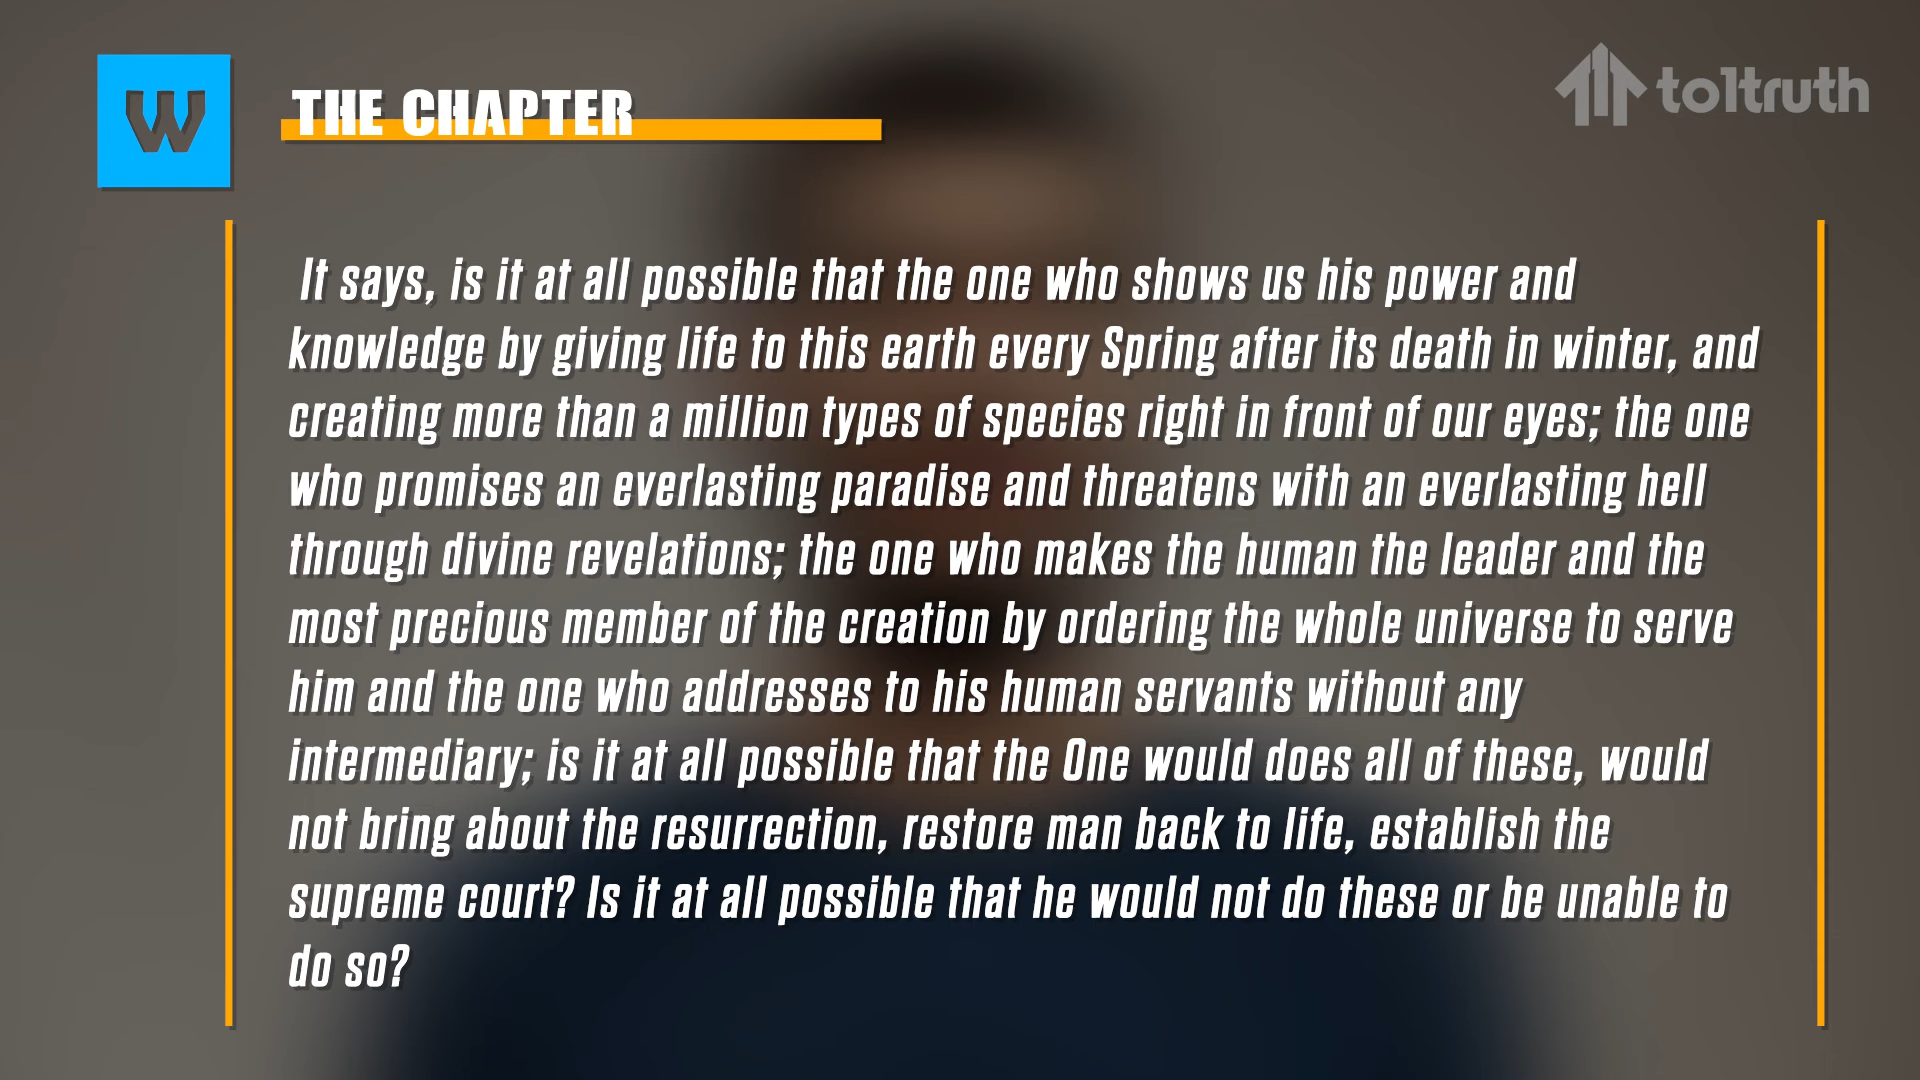 W
THE CHAPTER
to1truth
It says, is it at all possible that the one who shows us his power and
knowledge by giving life to this earth every Spring after its death in winter, and
creating more than a million types of species right in front of our eyes; the one
who promises an everlasting paradise and threatens with an everlasting hell
through divine revelations; the one who makes the human the leader and the
most precious member of the creation by ordering the whole universe to serve
him and the one who addresses to his human servants without any
intermediary; is it at all possible that the One would does all of these, would
not bring about the resurrection, restore man back to life, establish the
supreme court? Is it at all possible that he would not do these or be unable to
do so?